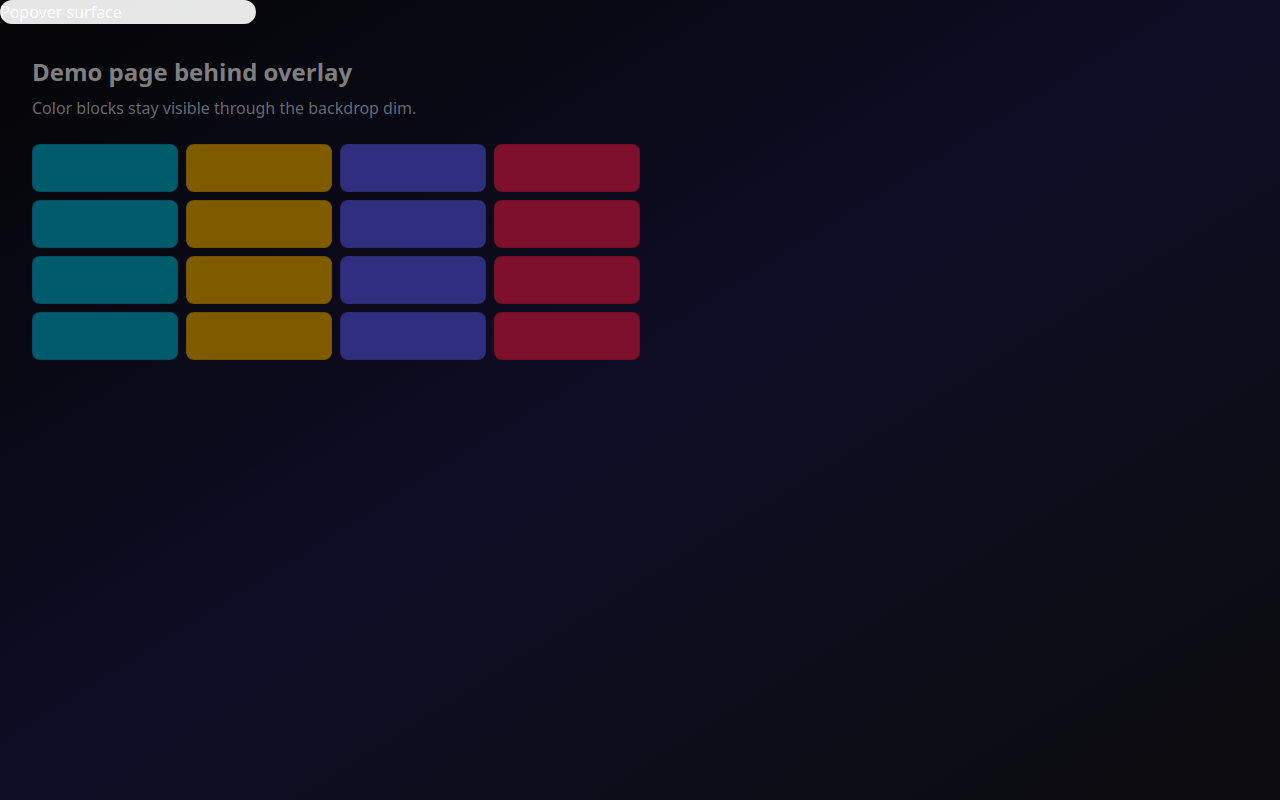 Popover surface
Demo page behind overlay
Color blocks stay visible through the backdrop dim.